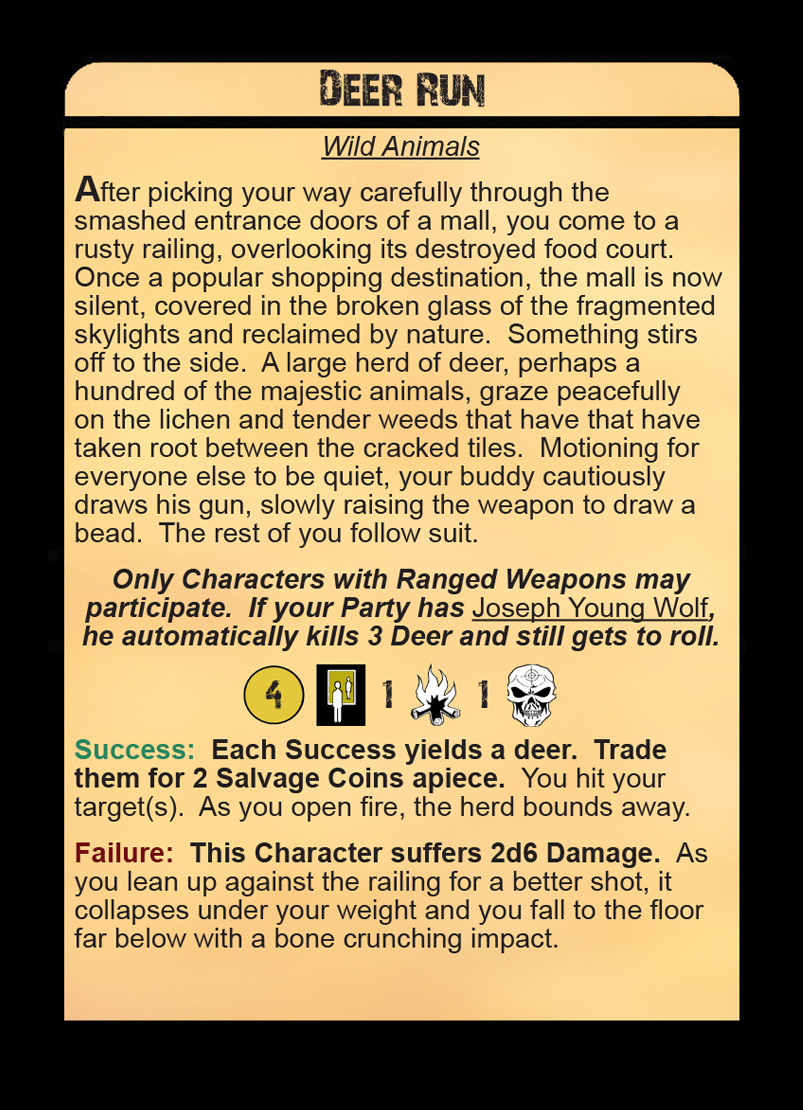 Deer Run
Wild Animals
After picking your way carefully through the
smashed entrance doors of a mall, you come to a
rusty railing, overlooking its destroyed food court.
Once a popular shopping destination, the mall is now
silent, covered in the broken glass of the fragmented
skylights and reclaimed by nature.  Something stirs
off to the side.  A large herd of deer, perhaps a
hundred of the majestic animals, graze peacefully
on the lichen and tender weeds that have that have
taken root between the cracked tiles.  Motioning for
everyone else to be quiet, your buddy cautiously
draws his gun, slowly raising the weapon to draw a
bead.  The rest of you follow suit.
Only Characters with Ranged Weapons may
participate.  If your Party has Joseph Young Wolf,
he automatically kills 3 Deer and still gets to roll.
4 1 1
Success:  Each Success yields a deer.  Trade
them for 2 Salvage Coins apiece.  You hit your
target(s).  As you open fire, the herd bounds away.
Failure:  This Character suffers 2d6 Damage.  As
you lean up against the railing for a better shot, it
collapses under your weight and you fall to the floor
far below with a bone crunching impact.